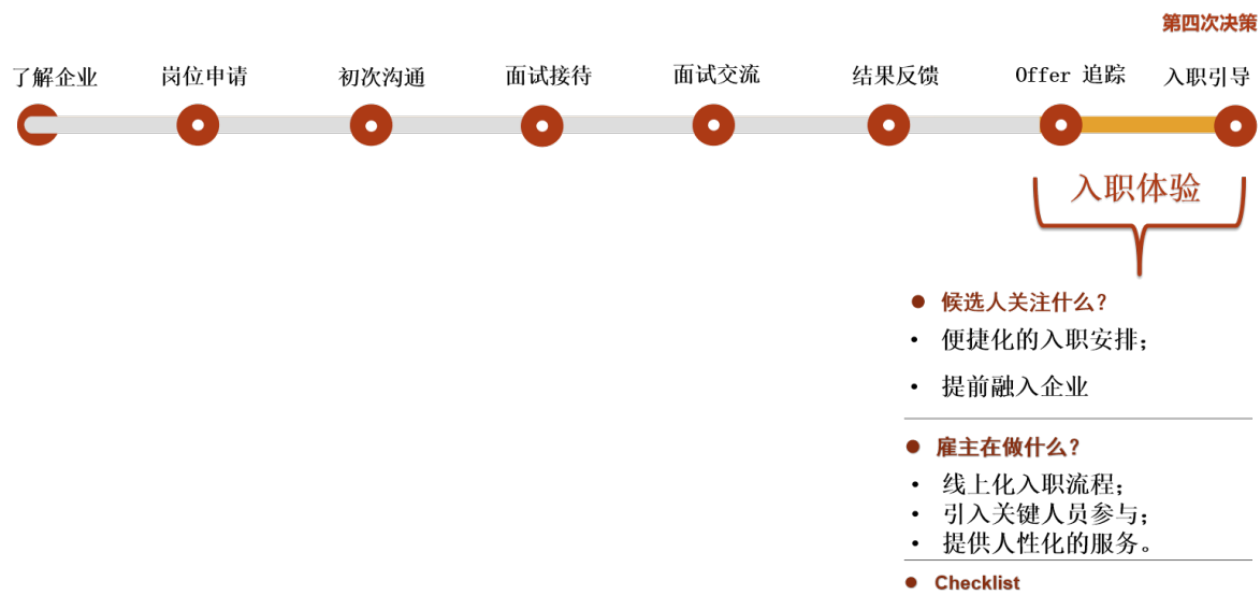 第四次决策
了解企业 岗位申请 初次沟通 面试接待 面试交流 结果反馈 Offer 追踪 入职引导
入职体验
● 候选人关注什么?
• 便捷化的入职安排;
• 提前融入企业
● 雇主在做什么?
• 线上化入职流程;
• 引入关键人员参与;
• 提供人性化的服务。
● Checklist